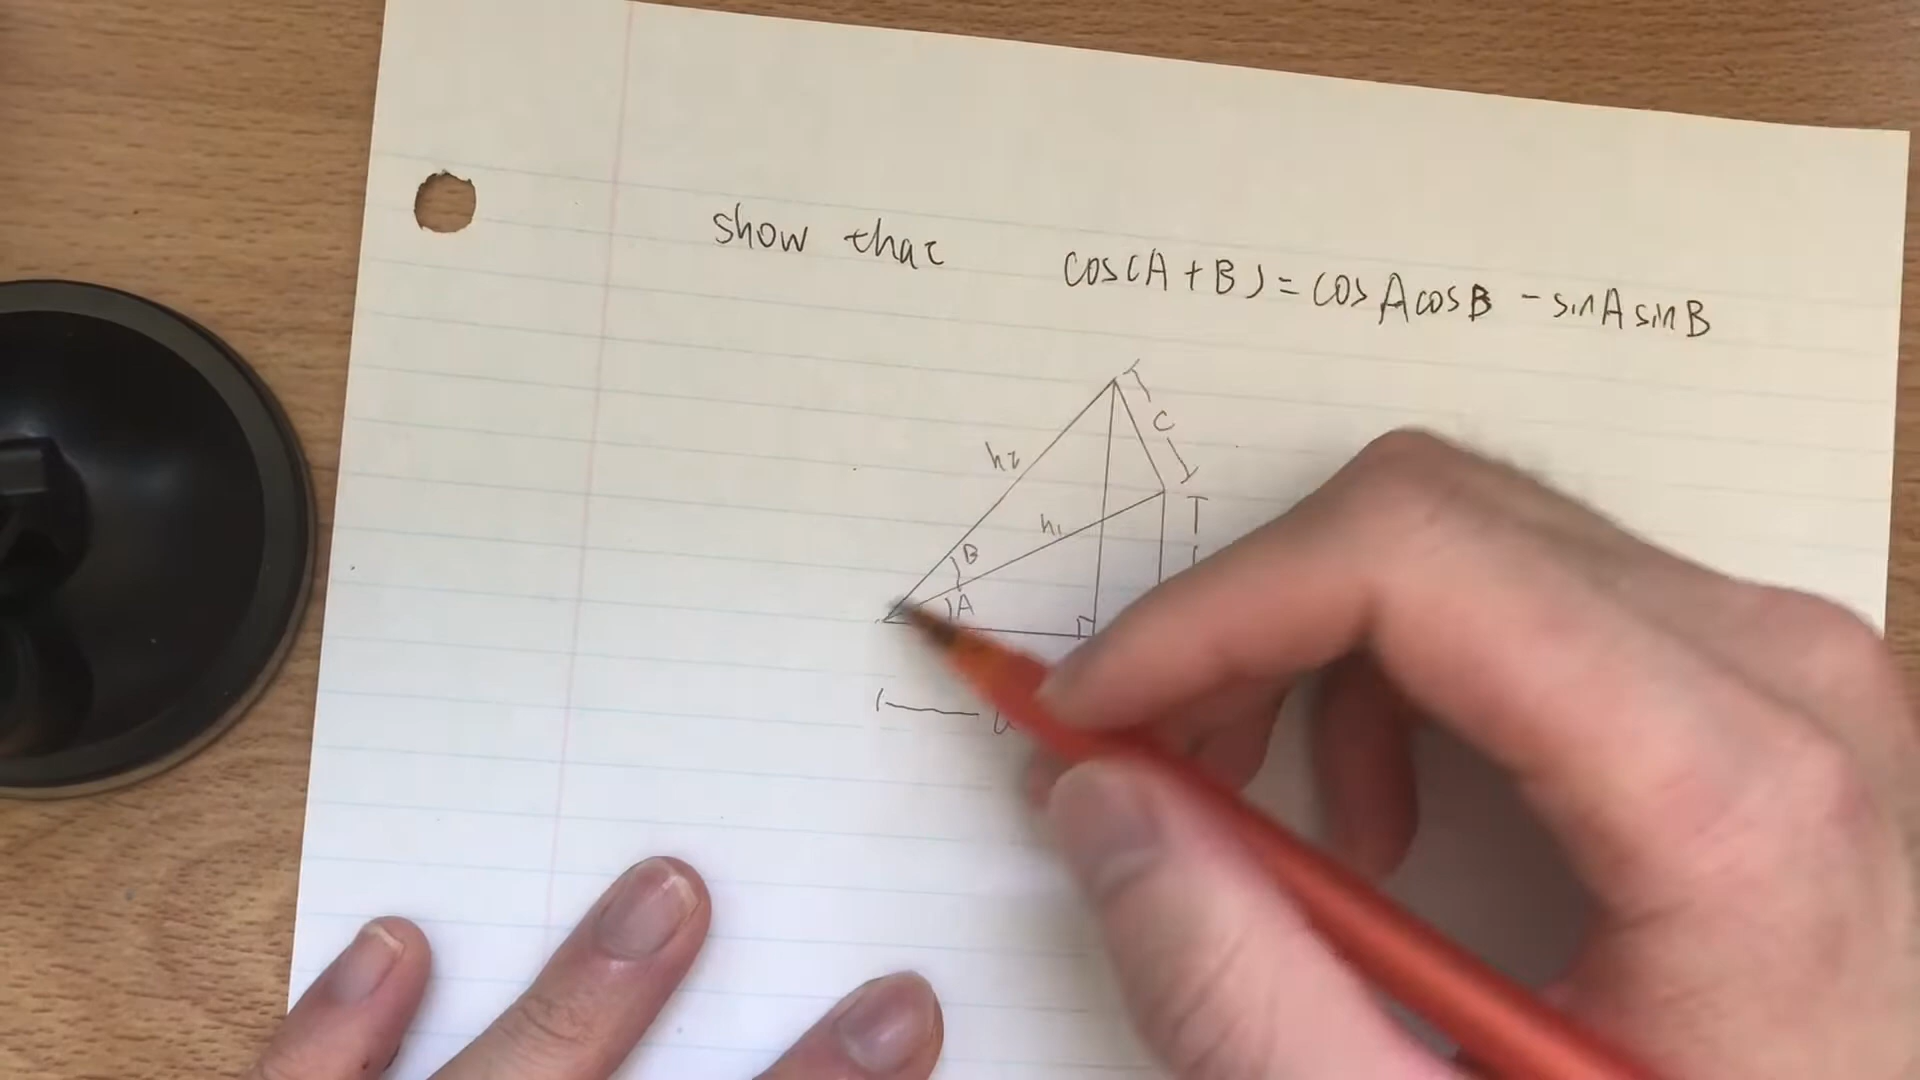 show that cos(A + B) = cos A cos B - sin A sin B
C
h2
h1
B
A